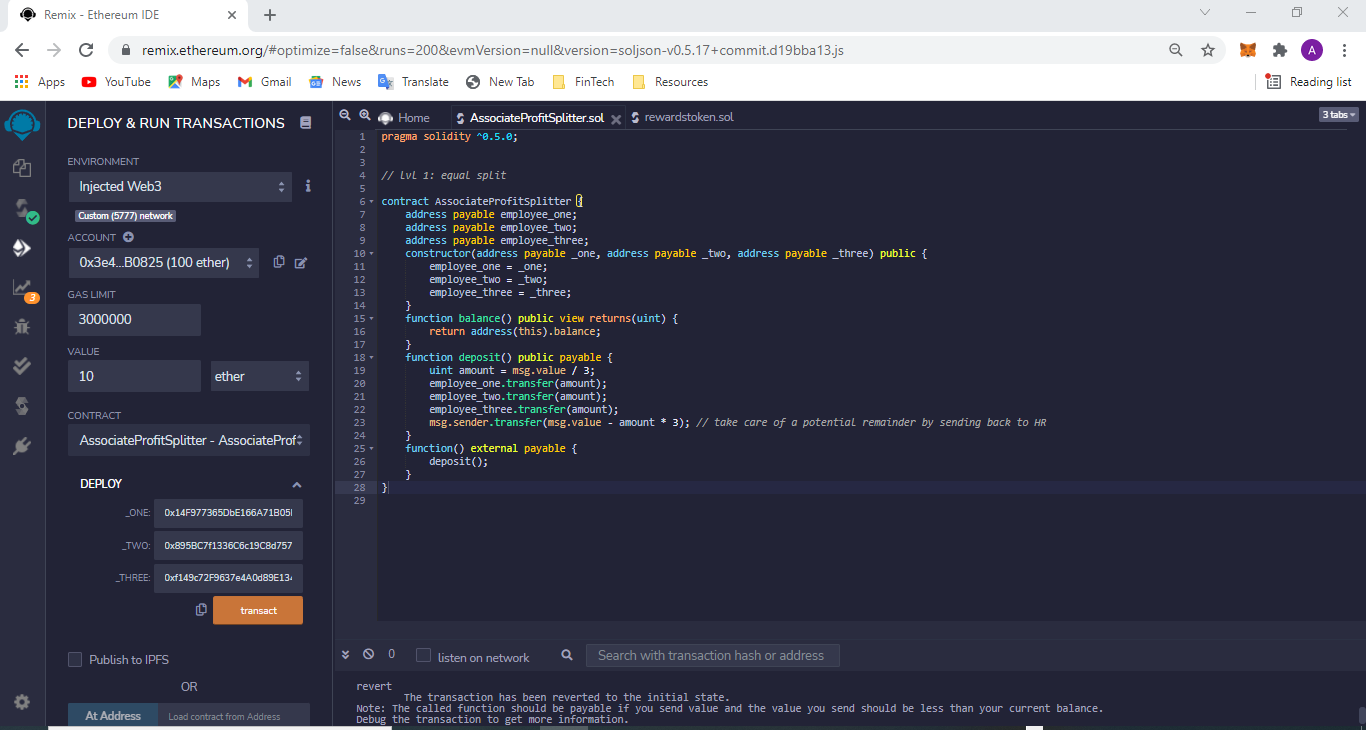 Remix - Ethereum IDE
remix.ethereum.org/#optimize=false&runs=200&evmVersion=null&version=soljson-v0.5.17+commit.d19bba13.js
A
Apps YouTube Maps Gmail News Translate New Tab FinTech Resources Reading list
DEPLOY & RUN TRANSACTIONS
ENVIRONMENT
Injected Web3
Custom (5777) network
ACCOUNT
0x3e4...B0825 (100 ether)
GAS LIMIT
3000000
VALUE
10 ether
CONTRACT
AssociateProfitSplitter - AssociateProf
DEPLOY
_ONE: 0x14F977365DbE166A71B05
_TWO: 0x895BC7f1336C6c19C8d757
_THREE: 0xf149c72F9637e4A0d89E134
transact
Publish to IPFS
OR
At Address Load contract from Address
3
Home AssociateProfitSplitter.sol rewardstoken.sol 3 tabs
1 pragma solidity ^0.5.0;
2
3
4 // lvl 1: equal split
5
6 contract AssociateProfitSplitter {
7 address payable employee_one;
8 address payable employee_two;
9 address payable employee_three;
10 constructor(address payable _one, address payable _two, address payable _three) public {
11 employee_one = _one;
12 employee_two = _two;
13 employee_three = _three;
14 }
15 function balance() public view returns(uint) {
16 return address(this).balance;
17 }
18 function deposit() public payable {
19 uint amount = msg.value / 3;
20 employee_one.transfer(amount);
21 employee_two.transfer(amount);
22 employee_three.transfer(amount);
23 msg.sender.transfer(msg.value - amount * 3); // take care of a potential remainder by sending back to HR
24 }
25 function() external payable {
26 deposit();
27 }
28 }
29
0 listen on network Search with transaction hash or address
revert
The transaction has been reverted to the initial state.
Note: The called function should be payable if you send value and the value you send should be less than your current balance.
Debug the transaction to get more information.